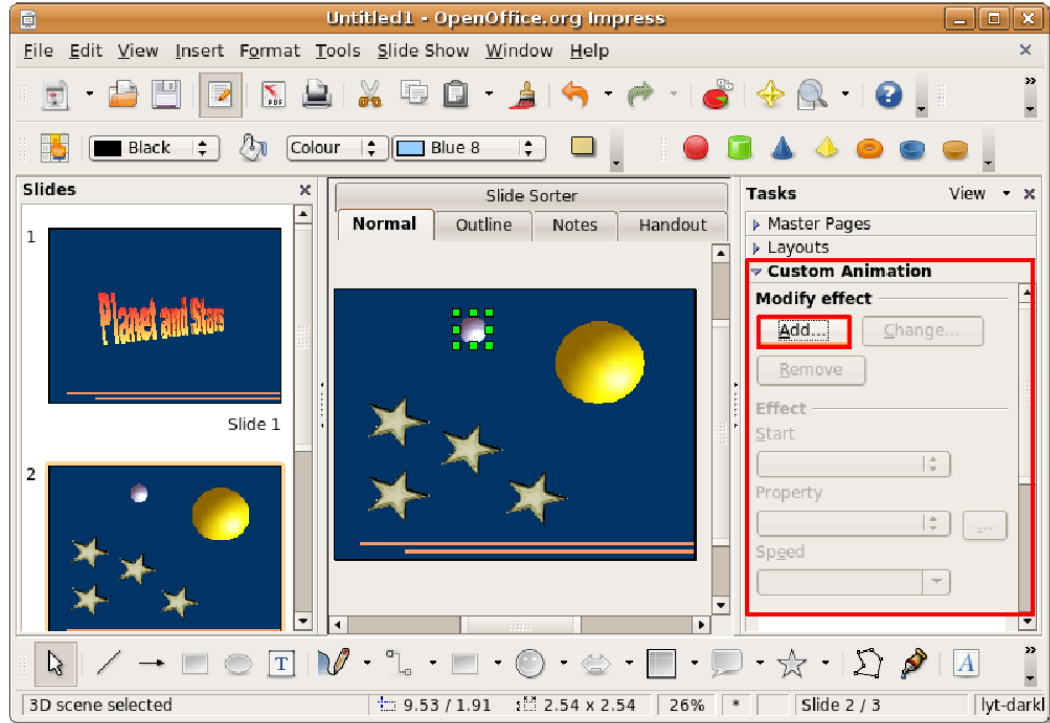 Untitled1 - OpenOffice.org Impress
File Edit View Insert Format Tools Slide Show Window Help
PDF
Black Colour Blue 8
Slides
1
Planet and Stars
Slide 1
2
Slide Sorter
Normal Outline Notes Handout
Tasks View
Master Pages
Layouts
Custom Animation
Modify effect
Add... Change...
Remove
Effect
Start
Property
...
Speed
T A
3D scene selected 9.53 / 1.91 2.54 x 2.54 26% * Slide 2 / 3 lyt-darkl